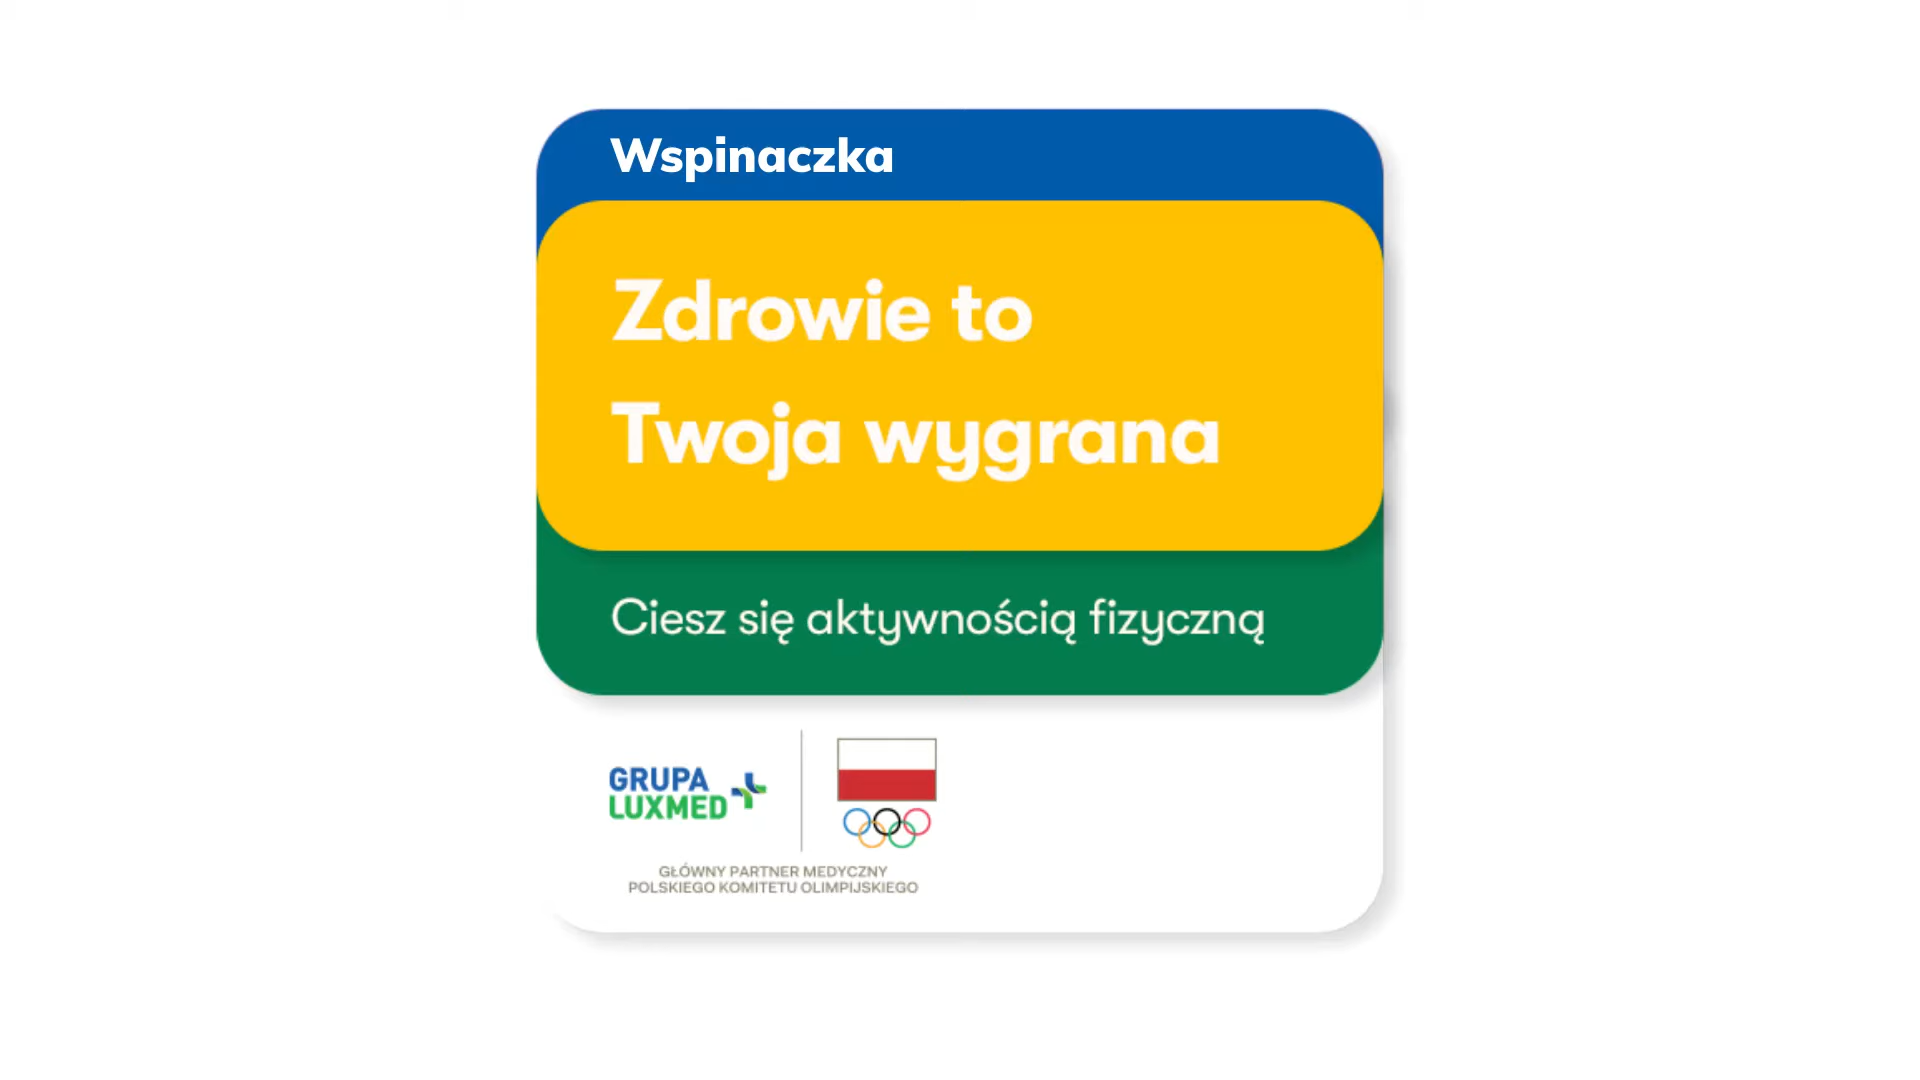 Wspinaczka
Zdrowie to
Twoja wygrana
Ciesz się aktywnością fizyczną
GRUPA
LUXMED
GŁÓWNY PARTNER MEDYCZNY
POLSKIEGO KOMITETU OLIMPIJSKIEGO